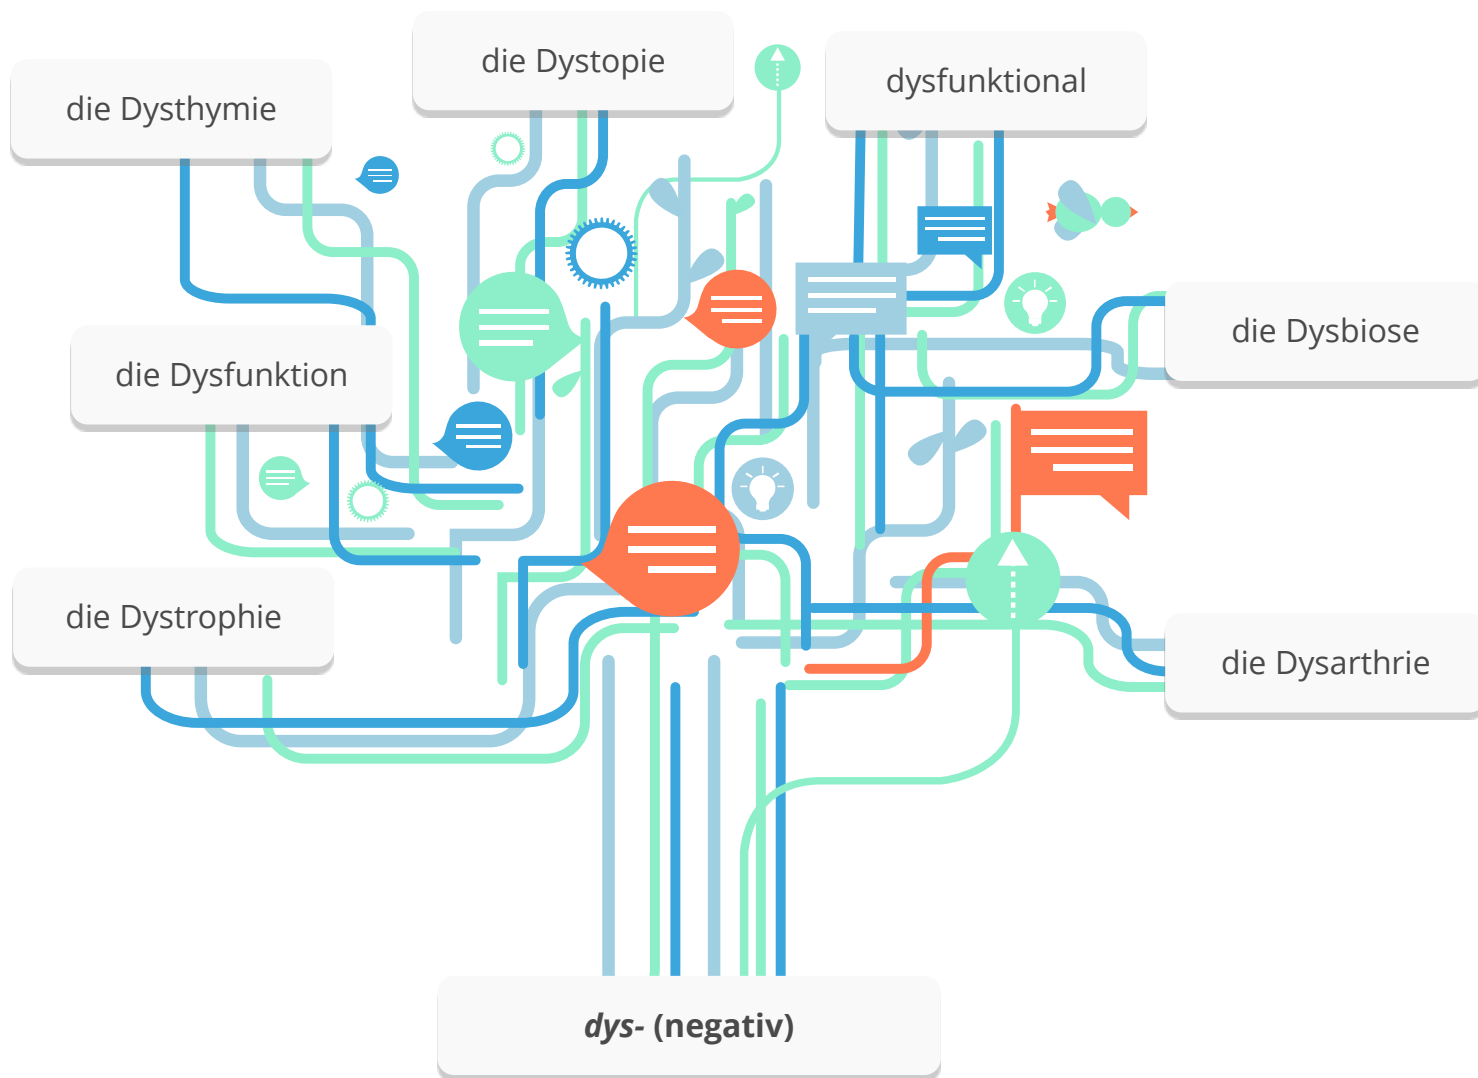 die Dystopie
dysfunktional
die Dysthymie
die Dysbiose
die Dysfunktion
die Dystrophie
die Dysarthrie
dys- (negativ)